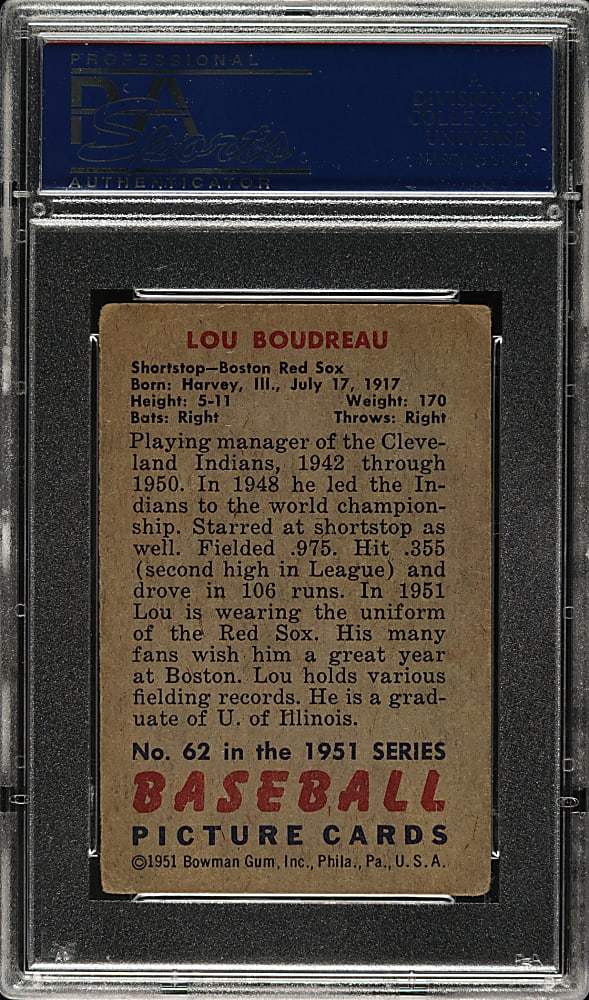 PROFESSIONAL
PSA
Sports
AUTHENTICATOR
A
DIVISION OF
COLLECTORS
UNIVERSE
LOU BOUDREAU
Shortstop—Boston Red Sox
Born: Harvey, Ill., July 17, 1917
Height: 5-11 Weight: 170
Bats: Right Throws: Right
Playing manager of the Cleve-
land Indians, 1942 through
1950. In 1948 he led the In-
dians to the world champion-
ship. Starred at shortstop as
well. Fielded .975. Hit .355
(second high in League) and
drove in 106 runs. In 1951
Lou is wearing the uniform
of the Red Sox. His many
fans wish him a great year
at Boston. Lou holds various
fielding records. He is a grad-
uate of U. of Illinois.
No. 62 in the 1951 SERIES
BASEBALL
PICTURE CARDS
©1951 Bowman Gum, Inc., Phila., Pa., U.S.A.